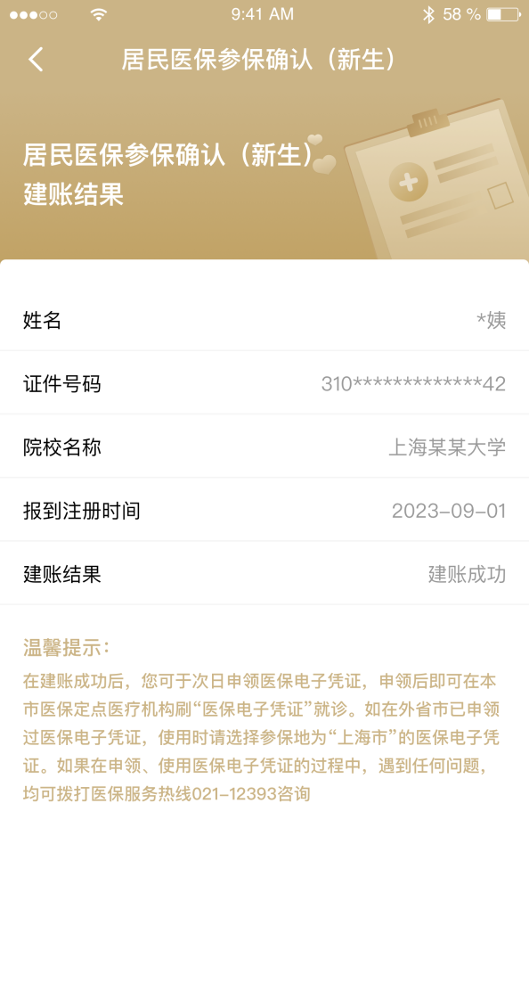 9:41 AM
58 %
居民医保参保确认（新生）
居民医保参保确认（新生）
建账结果
姓名 *姨
证件号码 310*************42
院校名称 上海某某大学
报到注册时间 2023-09-01
建账结果 建账成功
温馨提示：
在建账成功后，您可于次日申领医保电子凭证，申领后即可在本
市医保定点医疗机构刷“医保电子凭证”就诊。如在外省市已申领
过医保电子凭证，使用时请选择参保地为“上海市”的医保电子凭
证。如果在申领、使用医保电子凭证的过程中，遇到任何问题，
均可拨打医保服务热线021-12393咨询